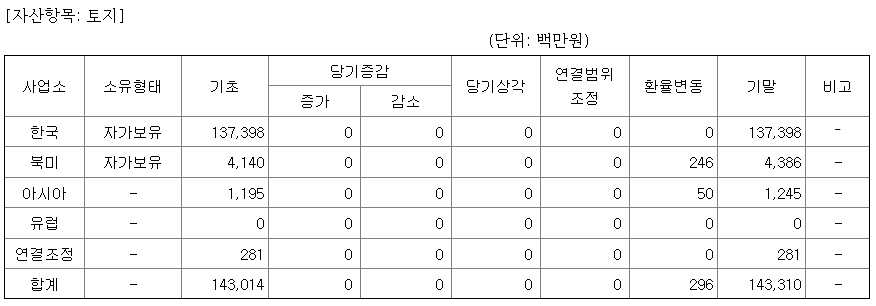 [자산항목: 토지]
(단위: 백만원)
사업소 소유형태 기초 당기증감 당기상각 연결범위 조정 환율변동 기말 비고
증가 감소
한국 자가보유 137,398 0 0 0 0 0 137,398 -
북미 자가보유 4,140 0 0 0 0 246 4,386 -
아시아 - 1,195 0 0 0 0 50 1,245 -
유럽 - 0 0 0 0 0 0 0 -
연결조정 - 281 0 0 0 0 0 281 -
합계 - 143,014 0 0 0 0 296 143,310 -